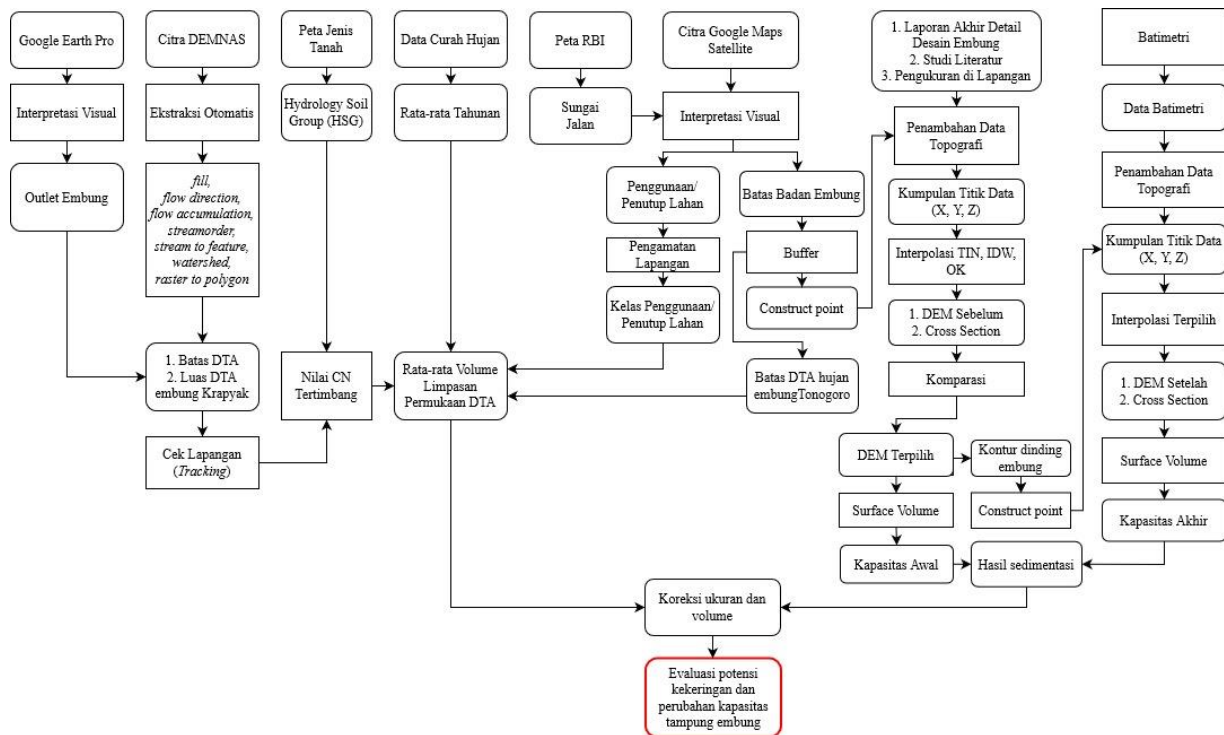 Google Earth Pro
Interpretasi Visual
Outlet Embung
Citra DEMNAS
Ekstraksi Otomatis
fill,
flow direction,
flow accumulation,
streamorder,
stream to feature,
watershed,
raster to polygon
1. Batas DTA
2. Luas DTA
embung Krapyak
Cek Lapangan
(Tracking)
Peta Jenis
Tanah
Hydrology Soil
Group (HSG)
Nilai CN
Tertimbang
Data Curah Hujan
Rata-rata Tahunan
Rata-rata Volume
Limpasan
Permukaan DTA
Peta RBI
Sungai
Jalan
Citra Google Maps
Satellite
Interpretasi Visual
Penggunaan/
Penutup Lahan
Pengamatan
Lapangan
Kelas Penggunaan/
Penutup Lahan
Batas Badan Embung
Buffer
Construct point
Batas DTA hujan
embungTonogoro
1. Laporan Akhir Detail
Desain Embung
2. Studi Literatur
3. Pengukuran di Lapangan
Penambahan Data
Topografi
Kumpulan Titik Data
(X, Y, Z)
Interpolasi TIN, IDW,
OK
1. DEM Sebelum
2. Cross Section
Komparasi
DEM Terpilih
Kontur dinding
embung
Surface Volume
Construct point
Kapasitas Awal
Hasil sedimentasi
Batimetri
Data Batimetri
Penambahan Data
Topografi
Kumpulan Titik Data
(X, Y, Z)
Interpolasi Terpilih
1. DEM Setelah
2. Cross Section
Surface Volume
Kapasitas Akhir
Koreksi ukuran dan
volume
Evaluasi potensi
kekeringan dan
perubahan kapasitas
tampung embung